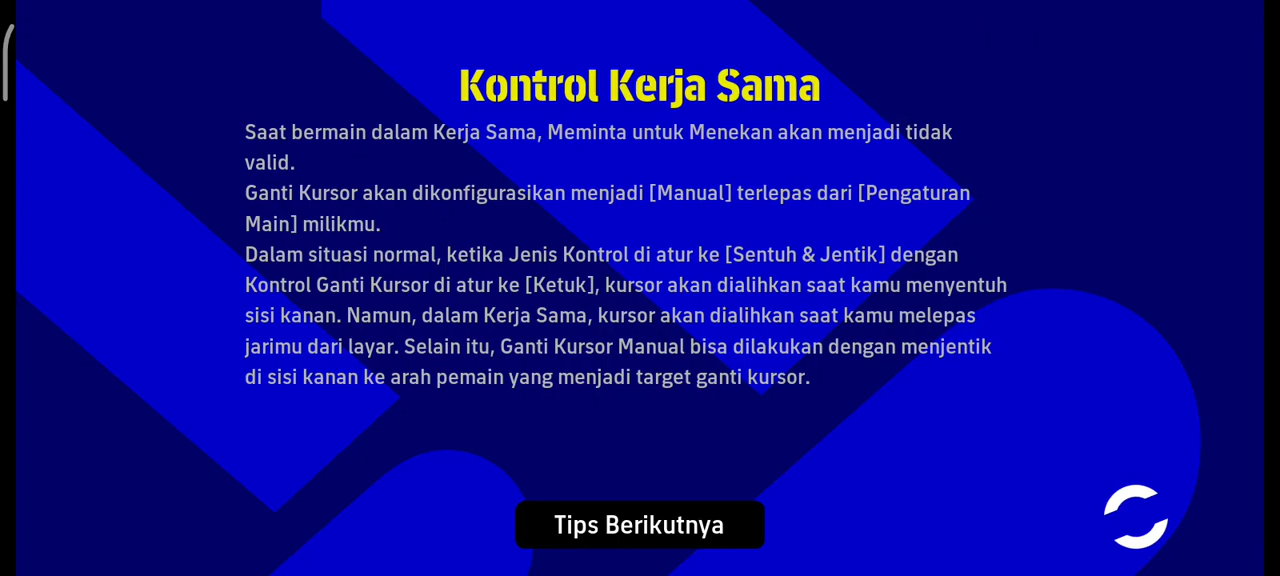 Kontrol Kerja Sama
Saat bermain dalam Kerja Sama, Meminta untuk Menekan akan menjadi tidak
valid.
Ganti Kursor akan dikonfigurasikan menjadi [Manual] terlepas dari [Pengaturan
Main] milikmu.
Dalam situasi normal, ketika Jenis Kontrol di atur ke [Sentuh & Jentik] dengan
Kontrol Ganti Kursor di atur ke [Ketuk], kursor akan dialihkan saat kamu menyentuh
sisi kanan. Namun, dalam Kerja Sama, kursor akan dialihkan saat kamu melepas
jarimu dari layar. Selain itu, Ganti Kursor Manual bisa dilakukan dengan menjentik
di sisi kanan ke arah pemain yang menjadi target ganti kursor.
Tips Berikutnya